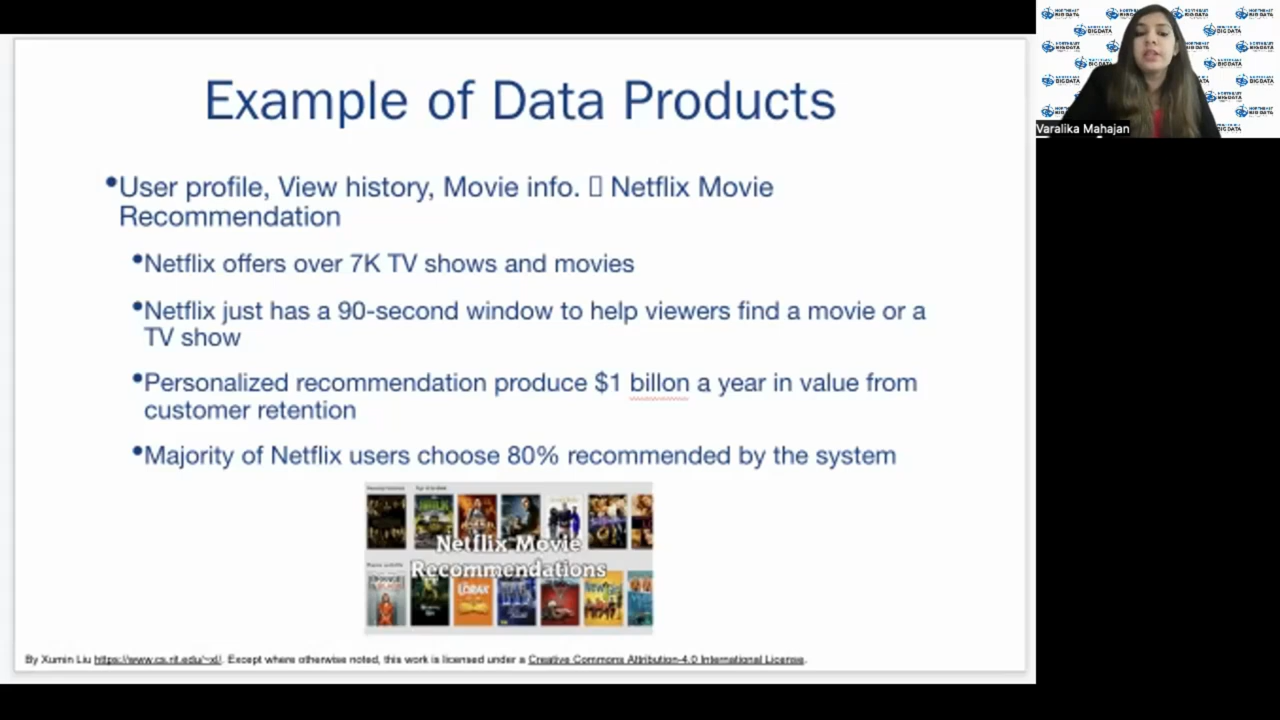 Example of Data Products
•User profile, View history, Movie info. ▯ Netflix Movie
Recommendation
•Netflix offers over 7K TV shows and movies
•Netflix just has a 90-second window to help viewers find a movie or a
TV show
•Personalized recommendation produce $1 billon a year in value from
customer retention
•Majority of Netflix users choose 80% recommended by the system
Netflix Movie
Recommendations
By Xumin Liu https://www.cs.rit.edu/~xl/. Except where otherwise noted, this work is licensed under a Creative Commons Attribution-4.0 International License.
NORTHEAST
BIG DATA
Varalika Mahajan